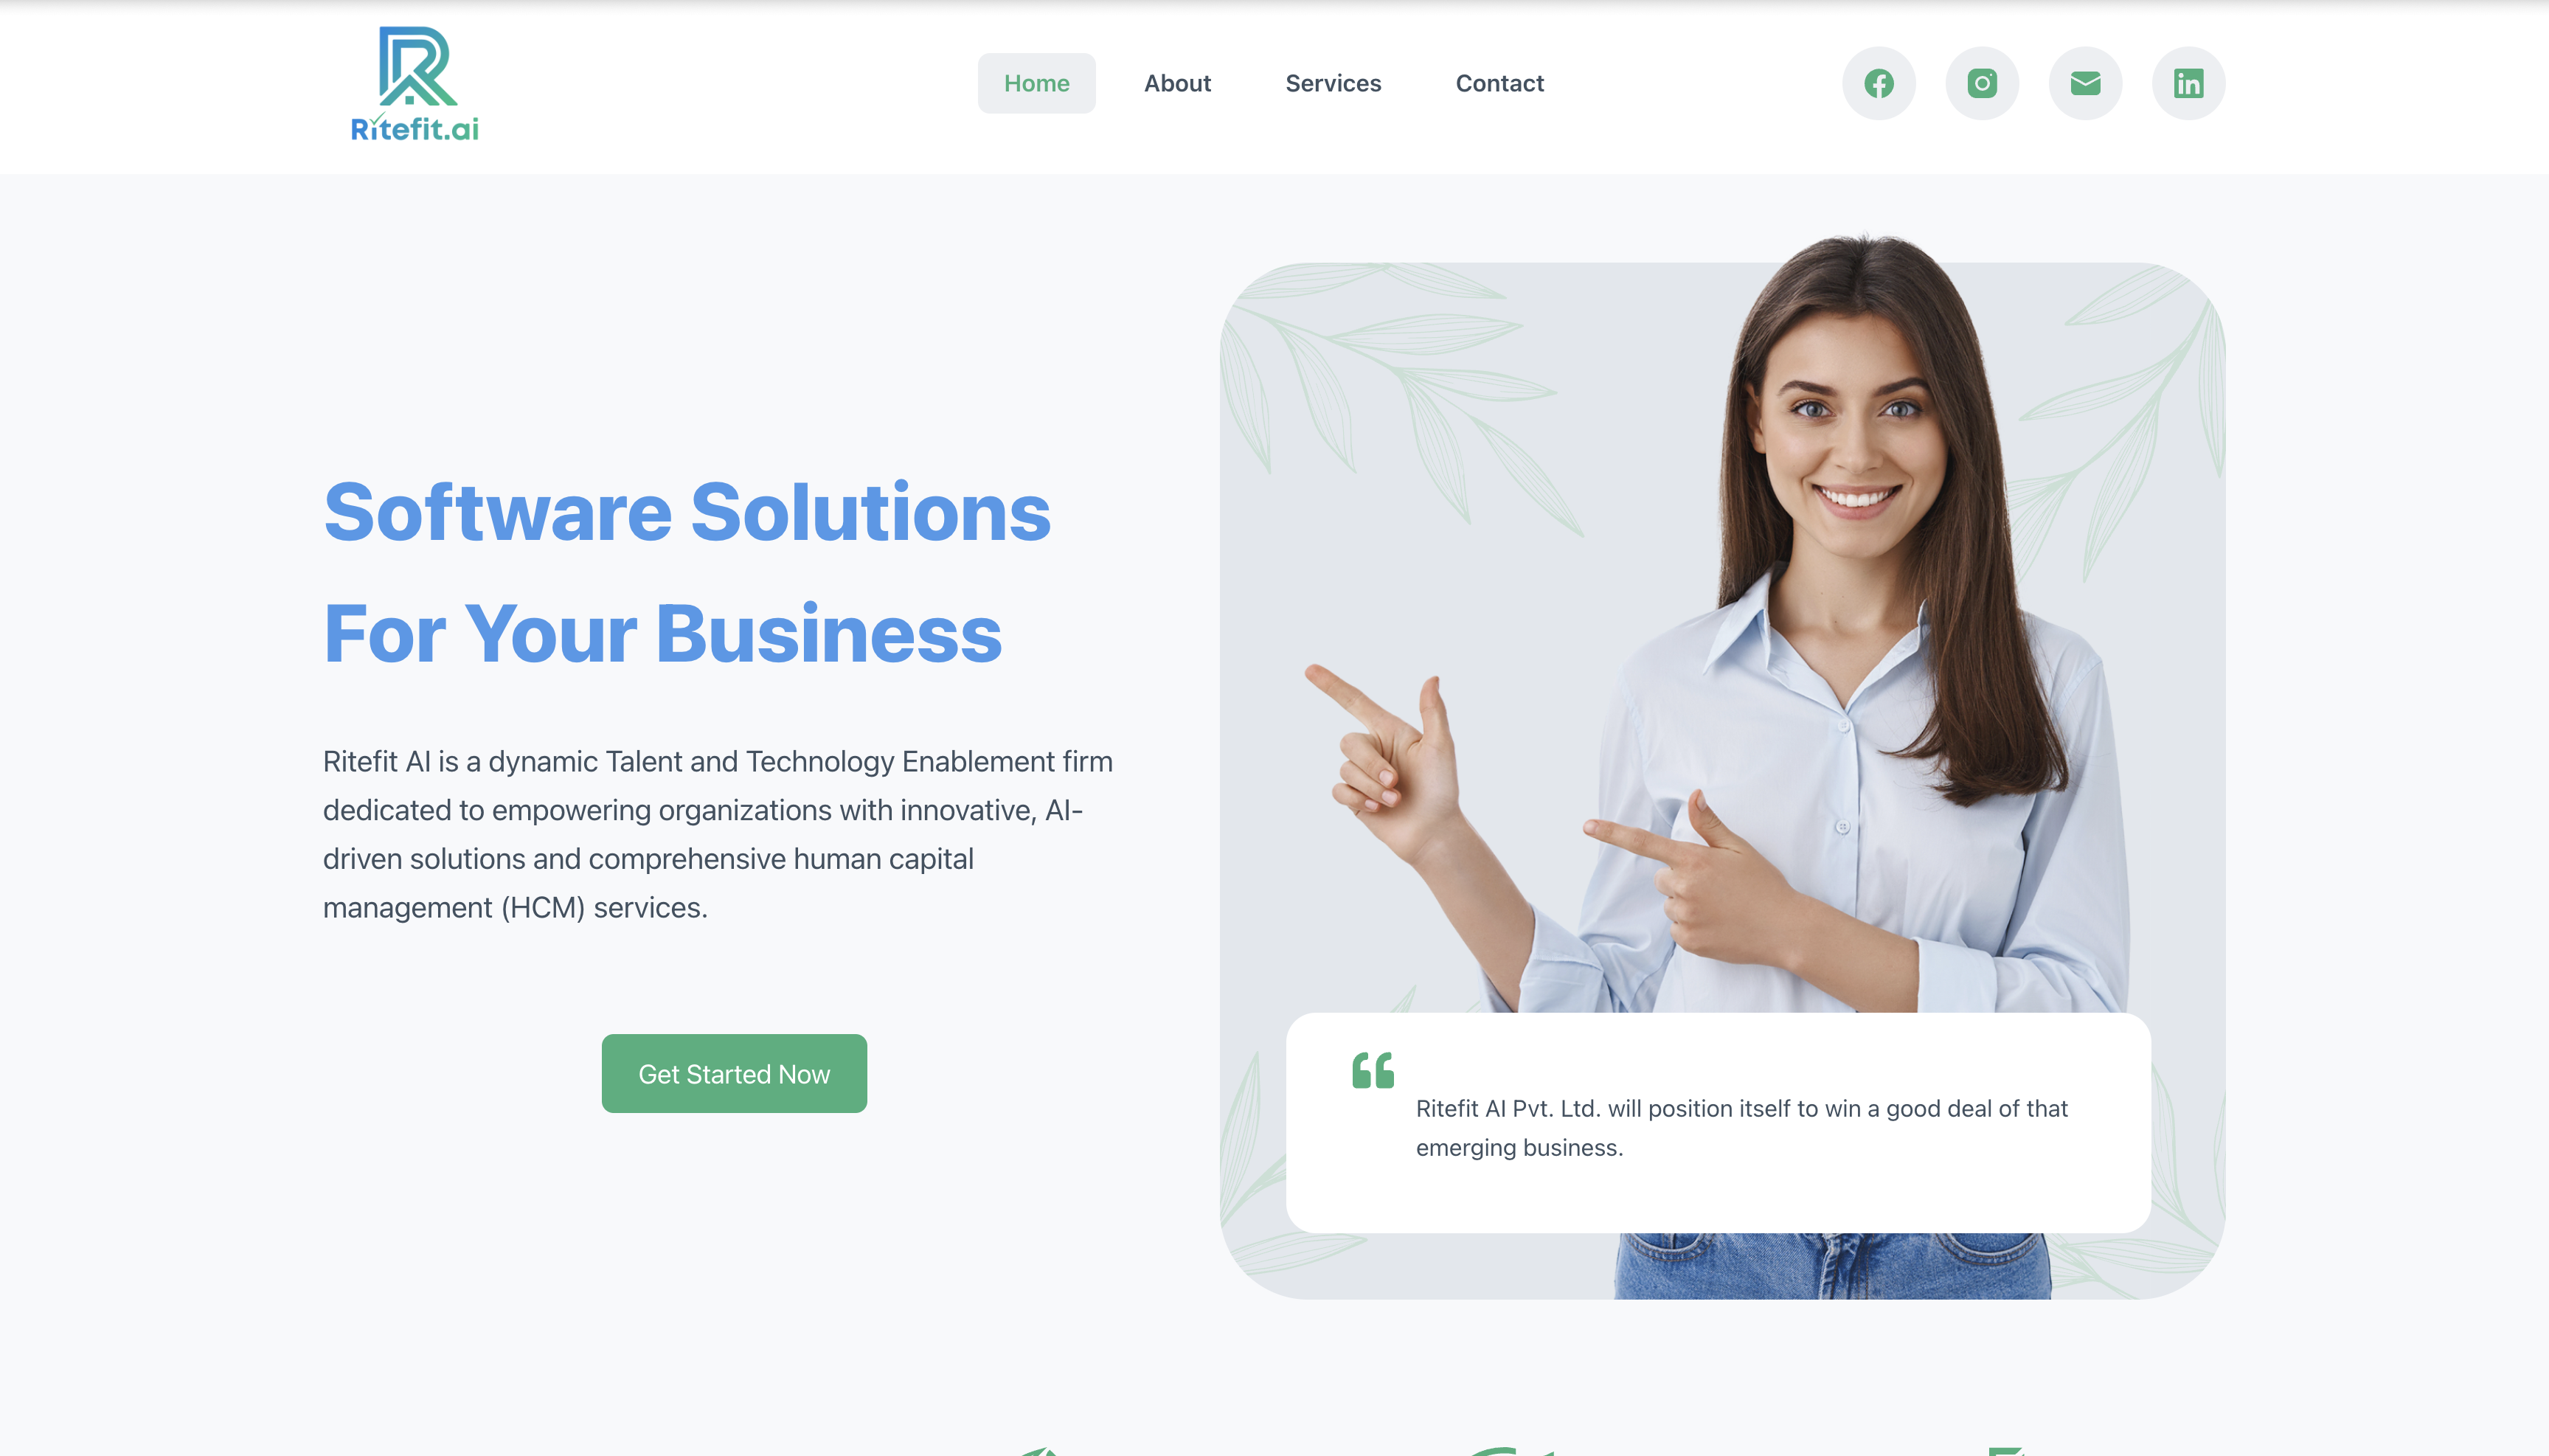 Ritefit.ai
Home
About
Services
Contact
Software Solutions
For Your Business
Ritefit AI is a dynamic Talent and Technology Enablement firm
dedicated to empowering organizations with innovative, AI-
driven solutions and comprehensive human capital
management (HCM) services.
Get Started Now
Ritefit AI Pvt. Ltd. will position itself to win a good deal of that
emerging business.